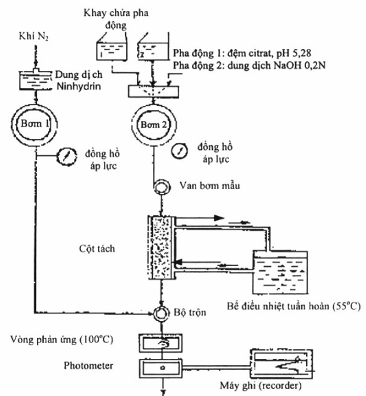 Khay chứa pha
động
Khí N₂
Pha động 1: đệm citrat, pH 5,28
Pha động 2: dung dịch NaOH 0,2N
1
2
Dung dịch
Ninhydrin
Bơm 1
Bơm 2
đồng hồ
áp lực
đồng hồ
áp lực
Van bơm mẫu
Cột tách
Bể điều nhiệt tuần hoàn (55°C)
Bộ trộn
Vòng phản ứng (100°C)
Photometer
Máy ghi (recorder)